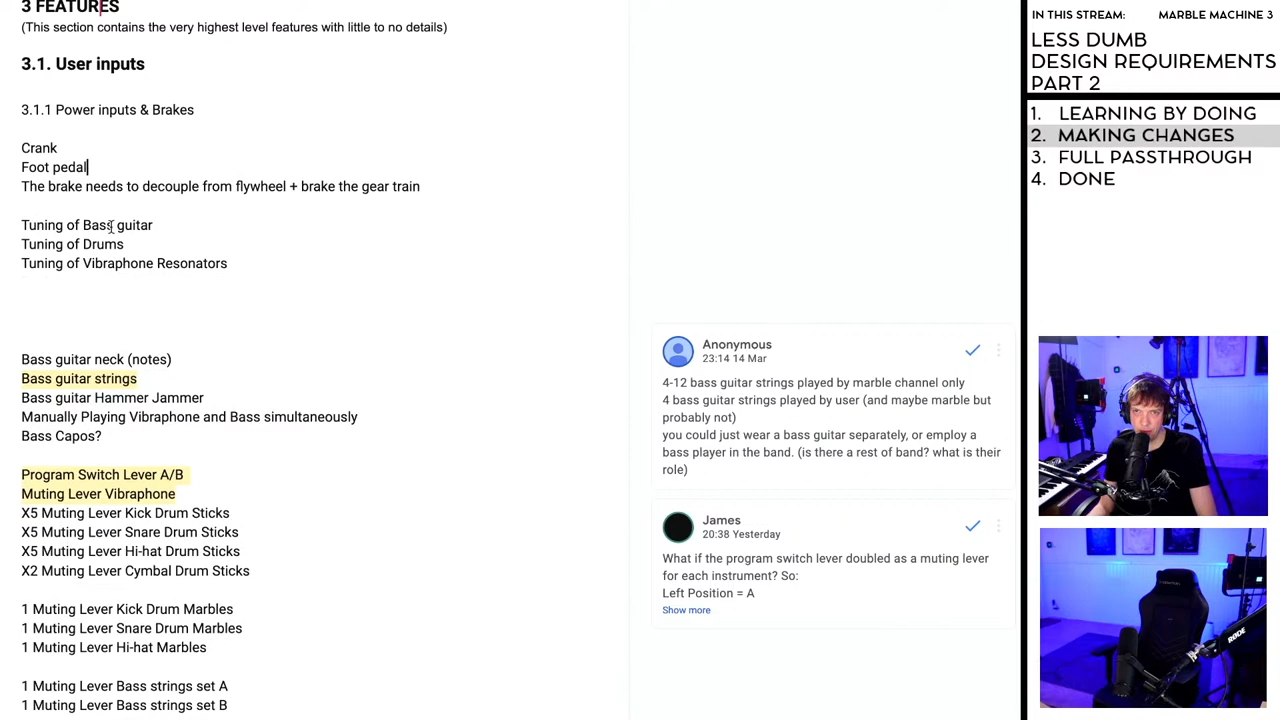 3 FEATURES
(This section contains the very highest level features with little to no details)
3.1. User inputs
3.1.1 Power inputs & Brakes
Crank
Foot pedal
The brake needs to decouple from flywheel + brake the gear train
Tuning of Bass guitar
Tuning of Drums
Tuning of Vibraphone Resonators
Bass guitar neck (notes)
Bass guitar strings
Bass guitar Hammer Jammer
Manually Playing Vibraphone and Bass simultaneously
Bass Capos?
Program Switch Lever A/B
Muting Lever Vibraphone
X5 Muting Lever Kick Drum Sticks
X5 Muting Lever Snare Drum Sticks
X5 Muting Lever Hi-hat Drum Sticks
X2 Muting Lever Cymbal Drum Sticks
1 Muting Lever Kick Drum Marbles
1 Muting Lever Snare Drum Marbles
1 Muting Lever Hi-hat Marbles
1 Muting Lever Bass strings set A
1 Muting Lever Bass strings set B
Anonymous
23:14 14 Mar
4-12 bass guitar strings played by marble channel only
4 bass guitar strings played by user (and maybe marble but
probably not)
you could just wear a bass guitar separately, or employ a
bass player in the band. (is there a rest of band? what is their
role)
James
20:38 Yesterday
What if the program switch lever doubled as a muting lever
for each instrument? So:
Left Position = A
Show more
IN THIS STREAM: MARBLE MACHINE 3
LESS DUMB
DESIGN REQUIREMENTS
PART 2
1. LEARNING BY DOING
2. MAKING CHANGES
3. FULL PASSTHROUGH
4. DONE
RODE